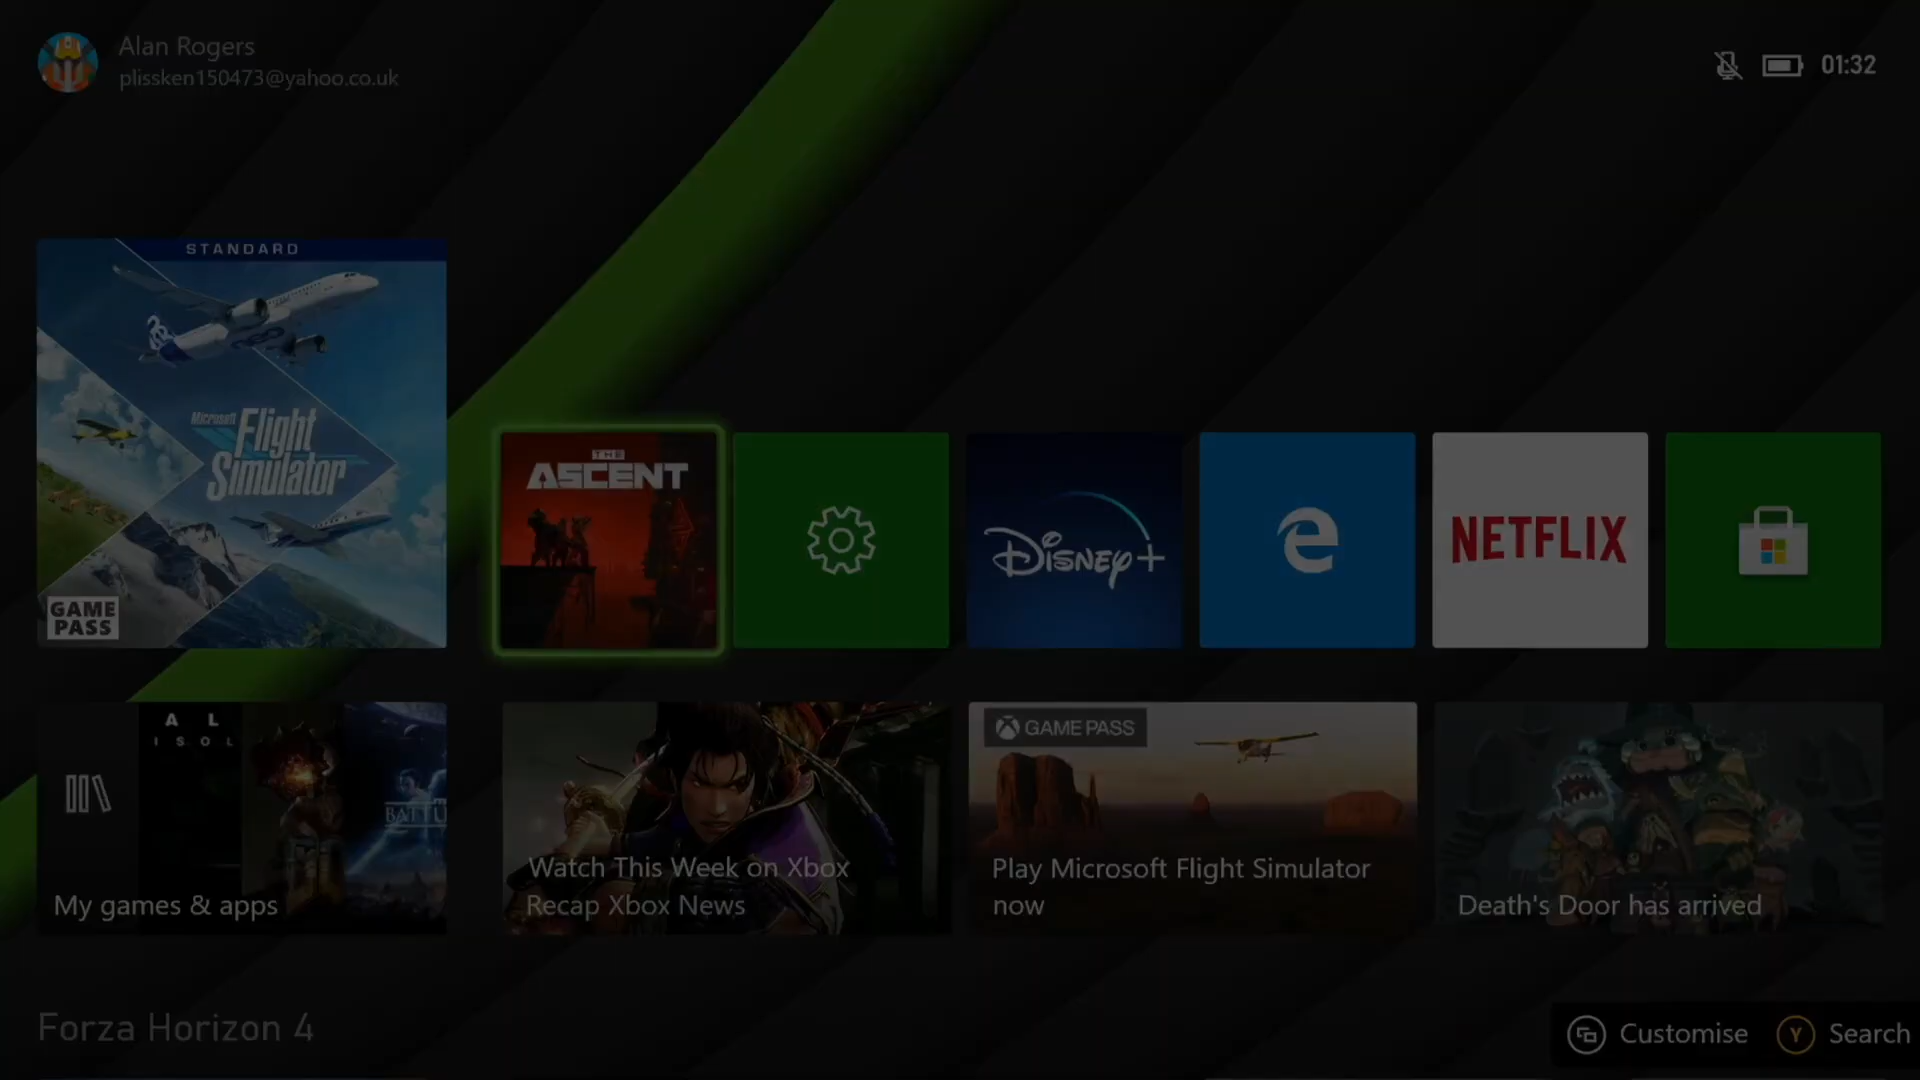 Alan Rogers
plissken150473@yahoo.co.uk
01:32
STANDARD
Microsoft
Flight
Simulator
GAME
PASS
THE
ASCENT
Disney+
NETFLIX
A L
I S O L
BATTL
My games & apps
Watch This Week on Xbox
Recap Xbox News
GAME PASS
Play Microsoft Flight Simulator
now
Death's Door has arrived
Forza Horizon 4
Customise
Y
Search